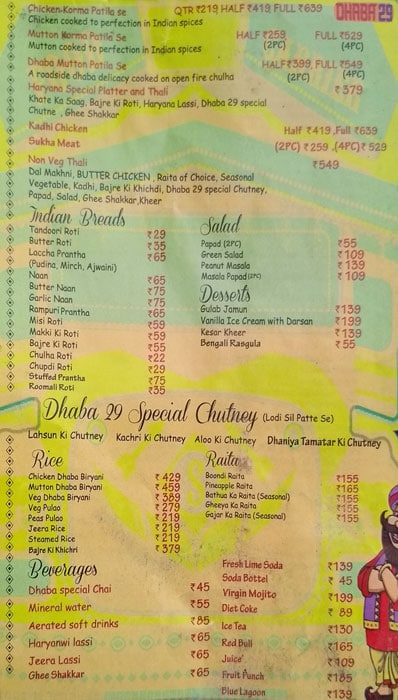 Chicken-Korma Patila Se QTR ₹219 HALF ₹419 FULL ₹639
DHABA 29
Chicken cooked to perfection in Indian spices
Mutton Korma Patila Se HALF ₹259 FULL ₹529
Mutton cooked to perfection in Indian spices (2PC) (4PC)
Dhaba Mutton Patila Se HALF ₹399, FULL ₹549
A roadside dhaba delicacy cooked on open fire chulha (2PC) (4PC)
Haryana Special Platter and Thali ₹379
Khate Ka Saag, Bajre Ki Roti, Haryana Lassi, Dhaba 29 special
Chutne , Ghee Shakkar
Kadhi Chicken Half ₹419 ,Full ₹639
Sukha Meat (2PC) ₹259 ,(4PC) ₹529
Non Veg Thali ₹549
Dal Makhni, BUTTER CHICKEN , Raita of Choice, Seasonal
Vegetable, Kadhi, Bajre Ki Khichdi, Dhaba 29 special Chutney,
Papad, Salad, Ghee Shakkar,Kheer
Indian Breads
Tandoori Roti ₹29
Butter Roti ₹35
Laccha Prantha ₹65
(Pudina, Mirch, Ajwaini)
Naan ₹65
Butter Naan ₹75
Garlic Naan ₹75
Rampuri Prantha ₹65
Misi Roti ₹59
Makki Ki Roti ₹59
Bajre Ki Roti ₹55
Chulha Roti ₹22
Chupdi Roti ₹29
Stuffed Prantha ₹75
Roomali Roti ₹35
Salad
Papad (2PC) ₹55
Green Salad ₹109
Peanut Masala ₹139
Masala Papad (2PC) ₹109
Desserts
Gulab Jamun ₹139
Vanilla Ice Cream with Darsan ₹199
Kesar Kheer ₹139
Bengali Rasgula ₹55
Dhaba 29 Special Chutney (Lodi Sil Patte Se)
Lahsun Ki Chutney Kachri Ki Chutney Aloo Ki Chutney Dhaniya Tamatar Ki Chutney
Rice
Chicken Dhaba Biryani ₹429
Mutton Dhaba Biryani ₹459
Veg Dhaba Biryani ₹389
Veg Pulao ₹279
Peas Pulao ₹219
Jeera Rice ₹219
Steamed Rice ₹219
Bajre Ki Khichri ₹379
Raita
Boondi Raita ₹155
Pineapple Raita ₹165
Bathua Ka Raita (Seasonal) ₹155
Gheeya Ka Raita ₹155
Gajar Ka Raita (Seasonal) ₹155
Beverages
Dhaba special Chai ₹45
Mineral water ₹55
Aerated soft drinks ₹85
Haryanwi lassi ₹65
Jeera Lassi ₹65
Ghee Shakkar ₹65
Fresh Lime Soda ₹139
Soda Bottel ₹45
Virgin Mojito ₹199
Diet Coke ₹89
Ice Tea ₹130
Red Bull ₹165
Juice ₹109
Fruit Punch ₹185
Blue Lagoon ₹185